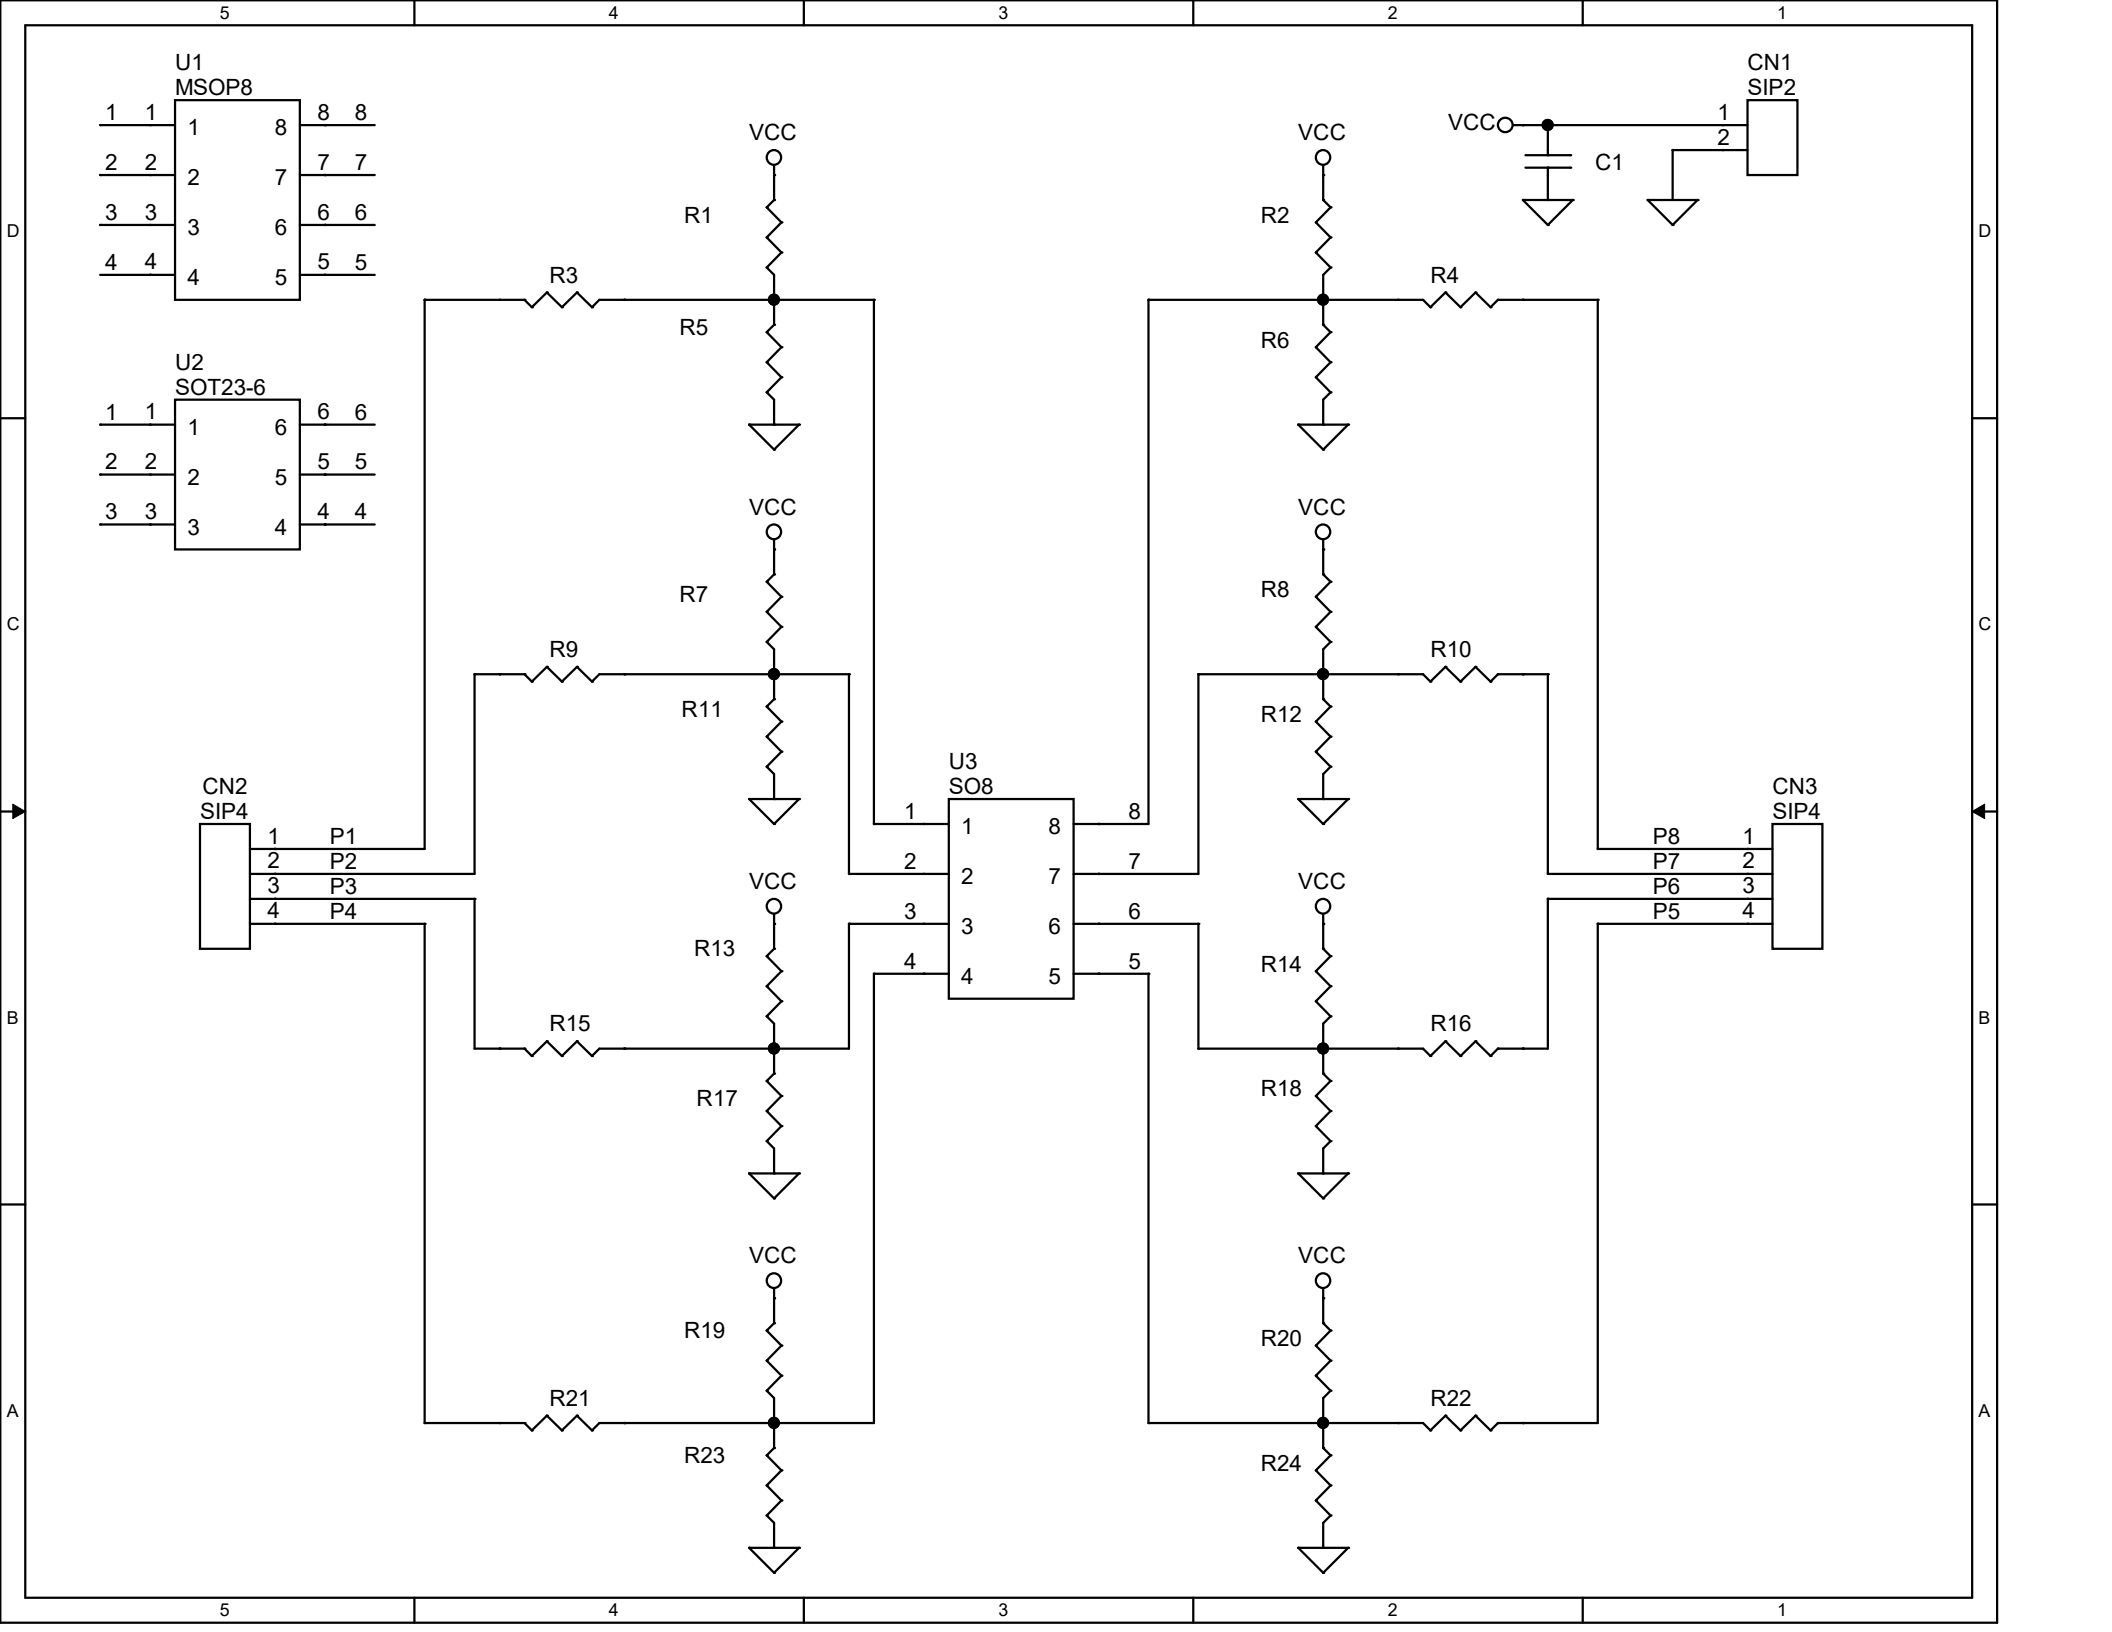 5 4 3 2 1
U1
MSOP8
1 1 1 8 8 8
2 2 2 7 7 7
3 3 3 6 6 6
4 4 4 5 5 5
CN1
SIP2
VCC 1
2
C1
VCC VCC
R1 R2
D D
R3 R4
R5 R6
U2
SOT23-6
1 1 1 6 6 6
2 2 2 5 5 5
3 3 3 4 4 4
VCC VCC
R7 R8
C C
R9 R10
R11 R12
CN2
SIP4
1 P1
2 P2
3 P3
4 P4
U3
SO8
1 1 8 8
2 2 7 7
3 3 6 6
4 4 5 5
CN3
SIP4
P8 1
P7 2
P6 3
P5 4
VCC VCC
R13 R14
B B
R15 R16
R17 R18
VCC VCC
R19 R20
R21 R22
A A
R23 R24
5 4 3 2 1